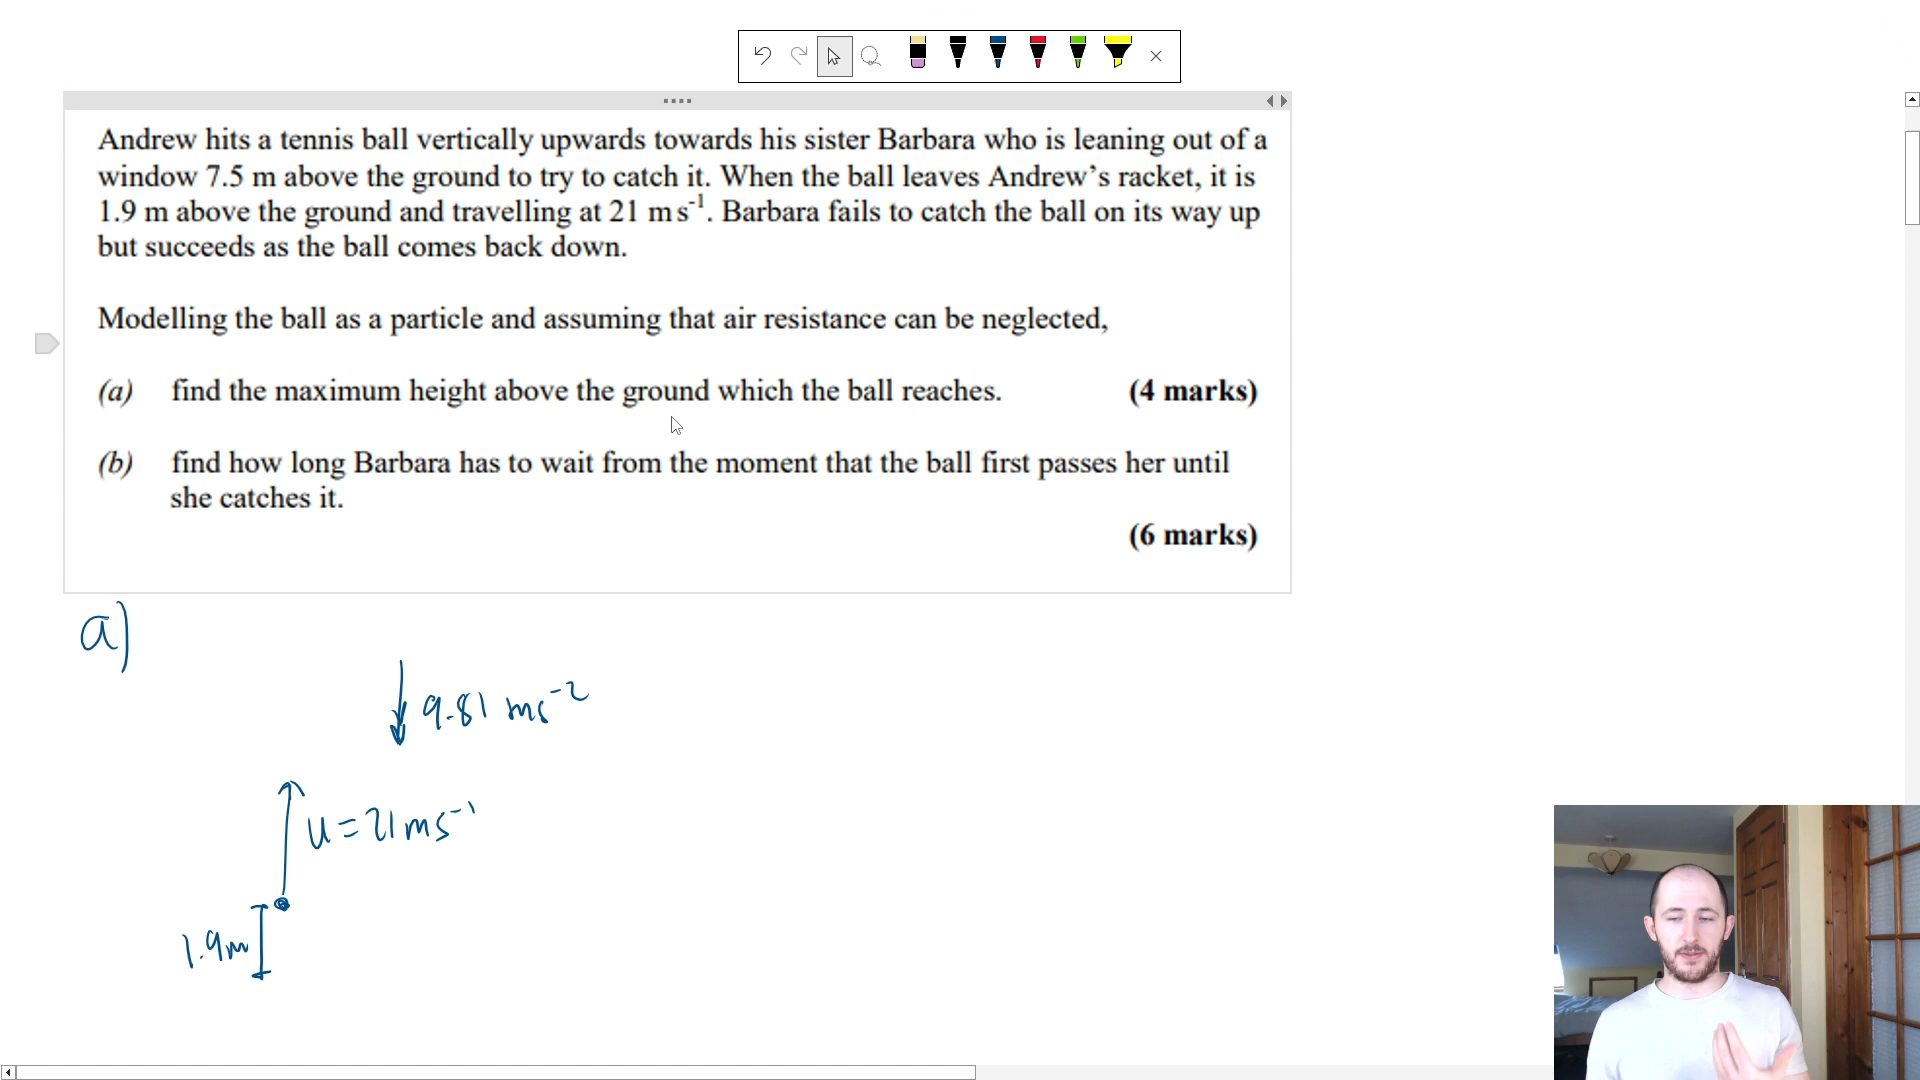 Andrew hits a tennis ball vertically upwards towards his sister Barbara who is leaning out of a
window 7.5 m above the ground to try to catch it. When the ball leaves Andrew’s racket, it is
1.9 m above the ground and travelling at 21 m s⁻¹. Barbara fails to catch the ball on its way up
but succeeds as the ball comes back down.
Modelling the ball as a particle and assuming that air resistance can be neglected,
(a) find the maximum height above the ground which the ball reaches. (4 marks)
(b) find how long Barbara has to wait from the moment that the ball first passes her until
she catches it.
(6 marks)
a)
9.81 ms⁻²
u = 21 ms⁻¹
1.9m